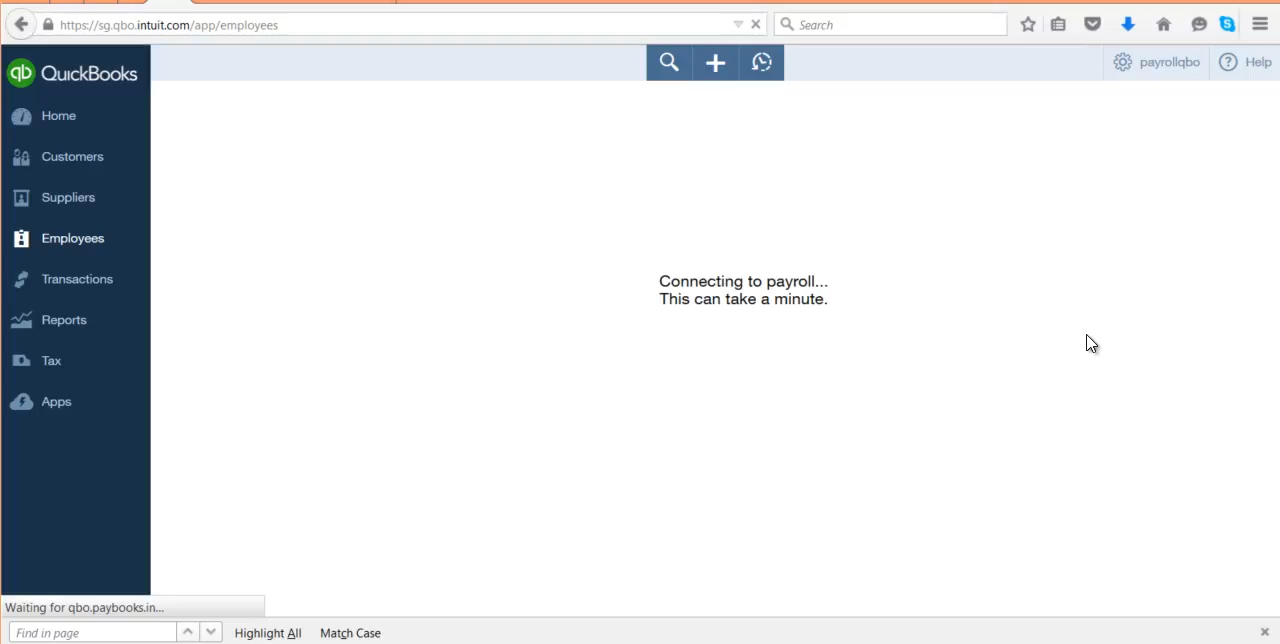 https://sg.qbo.intuit.com/app/employees
Search
qb QuickBooks
payrollqbo
Help
Home
Customers
Suppliers
Employees
Transactions
Reports
Tax
Apps
Connecting to payroll...
This can take a minute.
Waiting for qbo.paybooks.in...
Find in page
Highlight All
Match Case